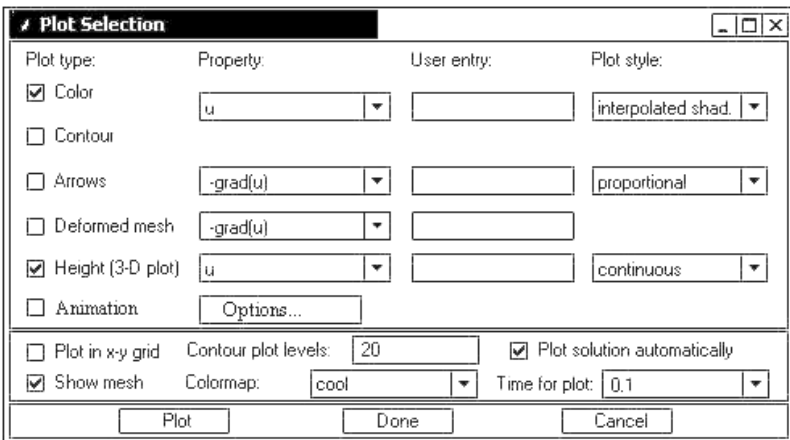 Plot Selection
Plot type: Property: User entry: Plot style:
Color u interpolated shad.
Contour
Arrows -grad(u) proportional
Deformed mesh -grad(u)
Height (3-D plot) u continuous
Animation Options...
Plot in x-y grid Contour plot levels: 20 Plot solution automatically
Show mesh Colormap: cool Time for plot: 0.1
Plot Done Cancel